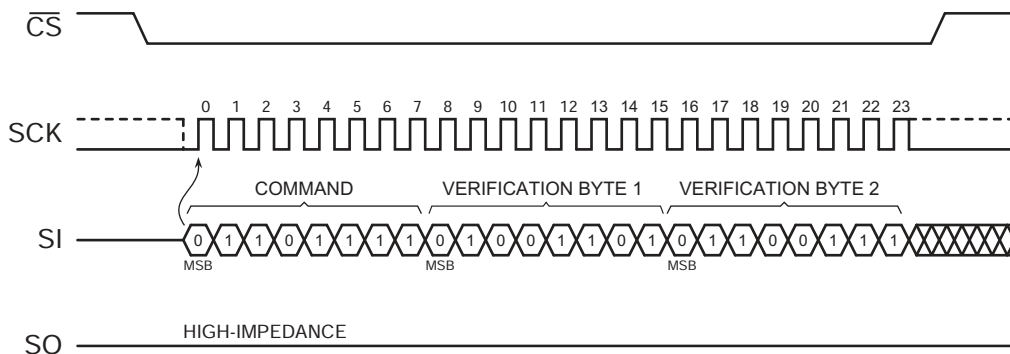 CS
0 1 2 3 4 5 6 7 8 9 10 11 12 13 14 15 16 17 18 19 20 21 22 23
SCK
COMMAND VERIFICATION BYTE 1 VERIFICATION BYTE 2
SI 0 1 1 0 1 1 1 1 0 1 0 0 1 1 0 1 0 1 1 0 0 1 1 1
MSB MSB MSB
HIGH-IMPEDANCE
SO